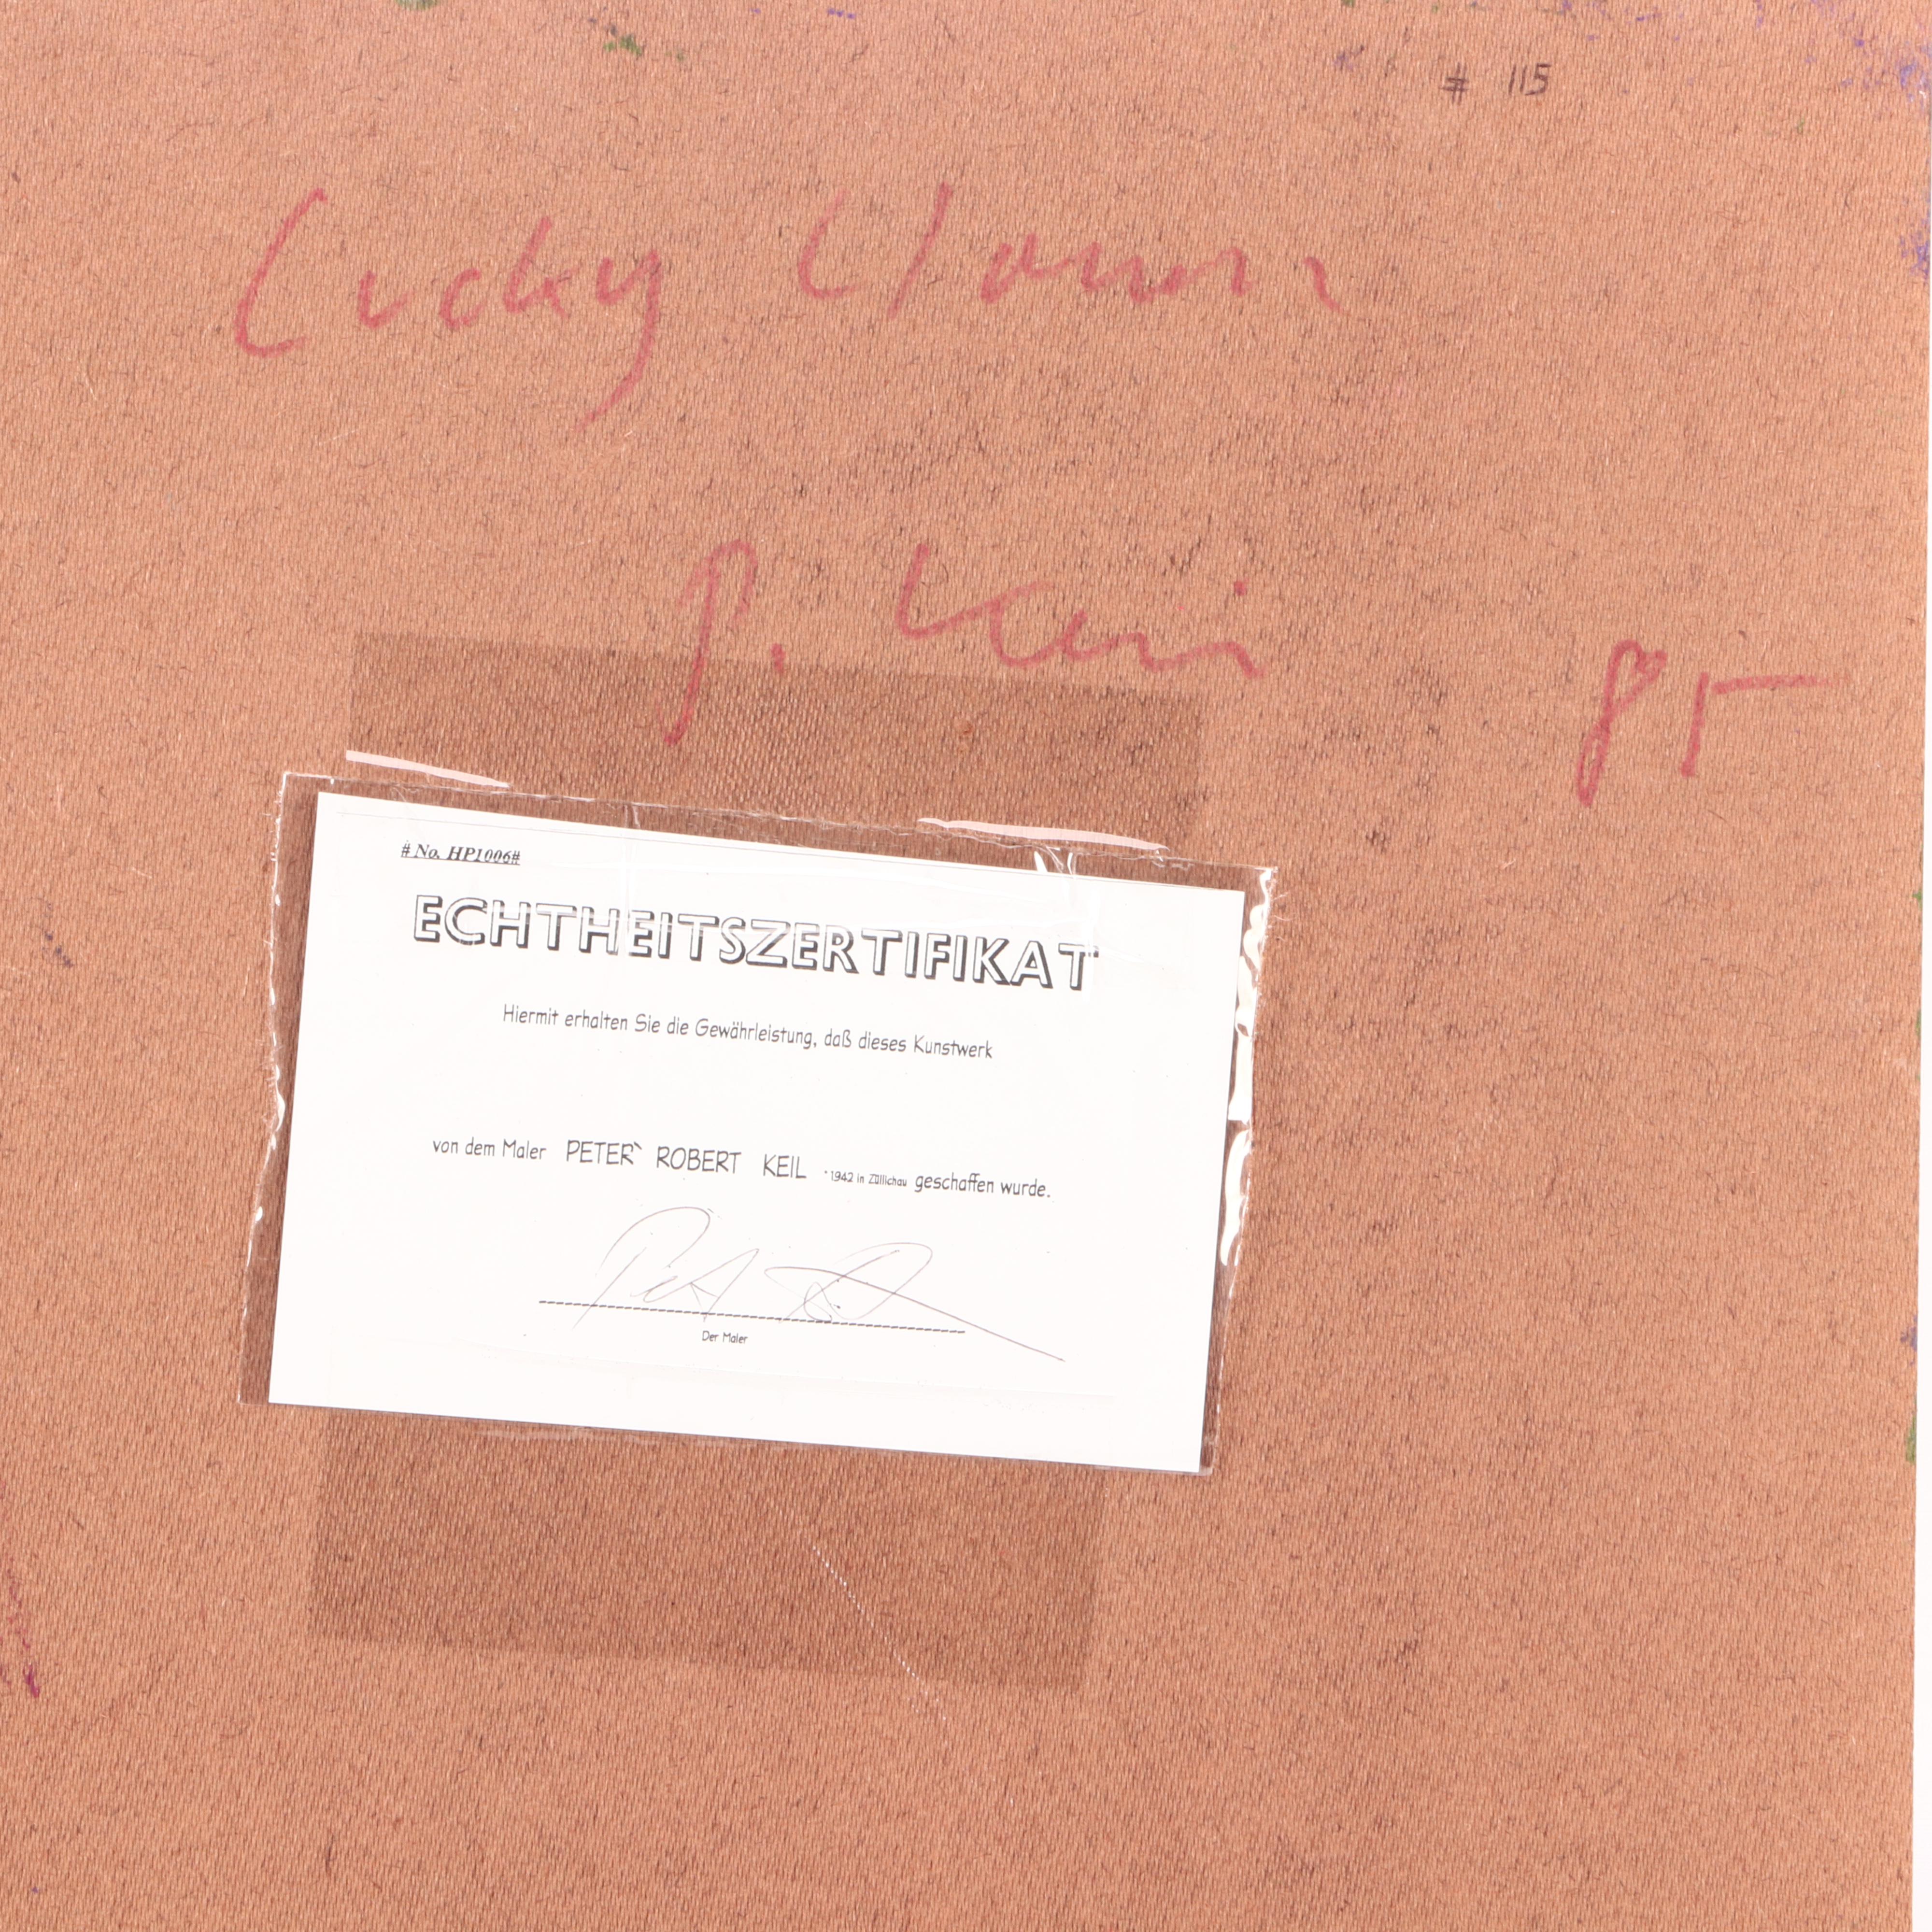 # 115
Lucky Clown
P. Keil 85
# No. HP1006#
ECHTHEITSZERTIFIKAT
Hiermit erhalten Sie die Gewährleistung, daß dieses Kunstwerk
von dem Maler PETER` ROBERT KEIL *1942 in Züllichau geschaffen wurde.
Der Maler